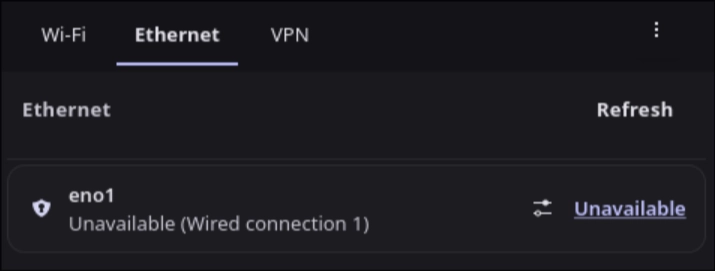 Wi-Fi Ethernet VPN
Ethernet Refresh
eno1
Unavailable (Wired connection 1) Unavailable